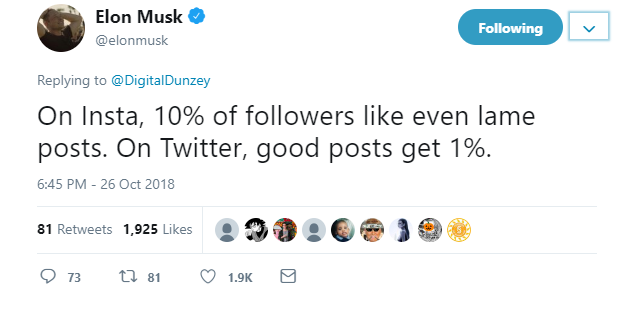 Elon Musk
Following
@elonmusk
Replying to @DigitalDunzey
On Insta, 10% of followers like even lame
posts. On Twitter, good posts get 1%.
6:45 PM - 26 Oct 2018
81 Retweets 1,925 Likes
73 81 1.9K